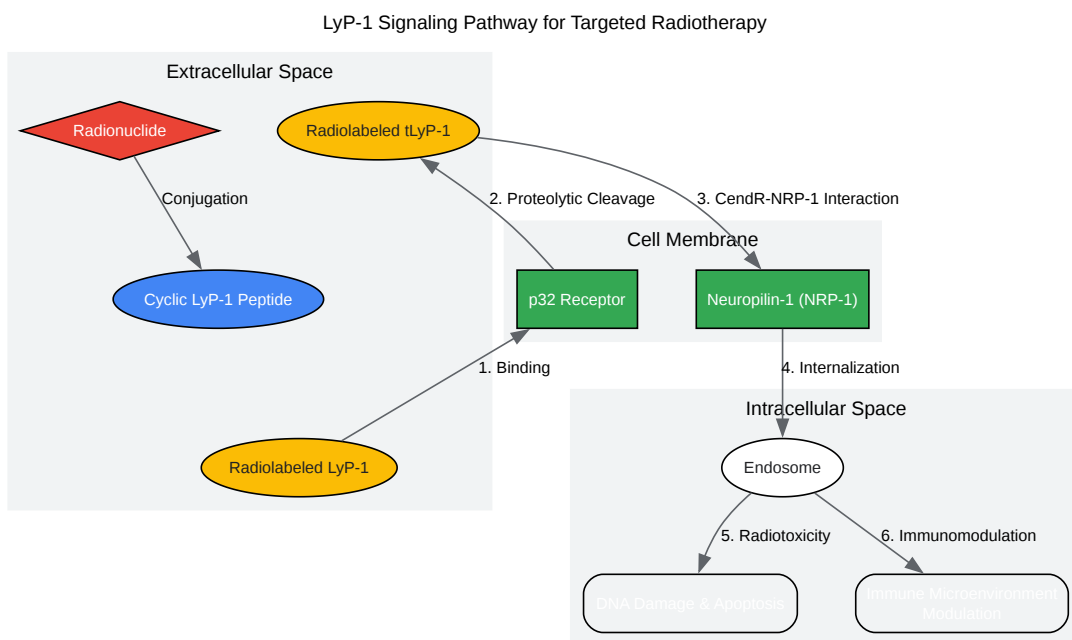 LyP-1 Signaling Pathway for Targeted Radiotherapy
Extracellular Space
Radionuclide
Radiolabeled tLyP-1
Conjugation
2. Proteolytic Cleavage
3. CendR-NRP-1 Interaction
Cell Membrane
Cyclic LyP-1 Peptide
p32 Receptor
Neuropilin-1 (NRP-1)
1. Binding
4. Internalization
Intracellular Space
Radiolabeled LyP-1
Endosome
5. Radiotoxicity
6. Immunomodulation
DNA Damage & Apoptosis
Immune Microenvironment
Modulation